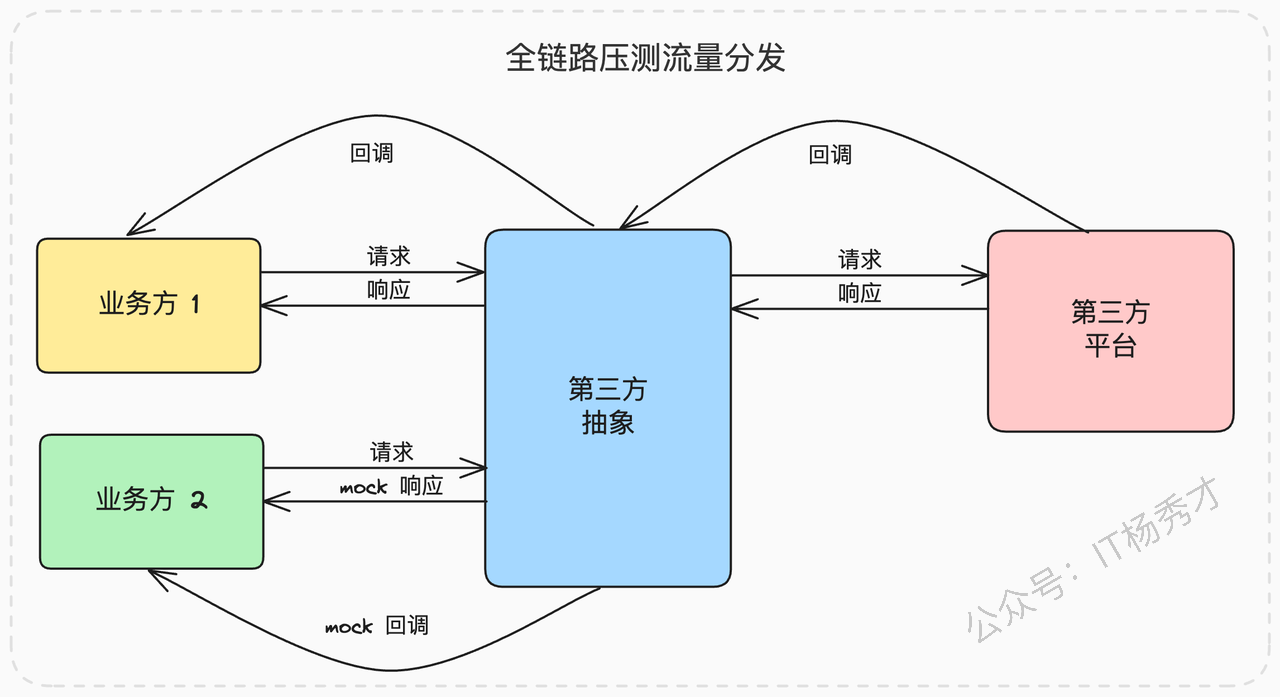 全链路压测流量分发
回调
回调
请求
响应
请求
响应
业务方 1
第三方
抽象
第三方
平台
请求
mock 响应
业务方 2
mock 回调
公众号：IT杨秀才